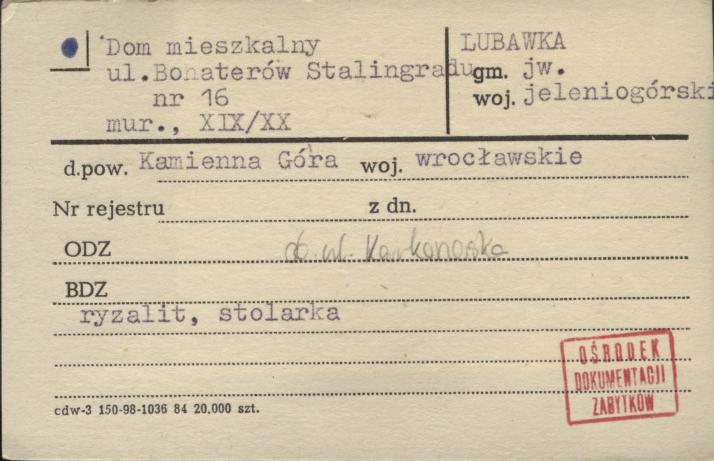 Dom mieszkalny
ul.Bohaterów Stalingradu
nr 16
mur., XIX/XX
LUBAWKA
gm. jw.
woj. jeleniogórski
d.pow. Kamienna Góra woj. wrocławskie
Nr rejestru z dn.
ODZ ob. ul. Karkonoska
BDZ
ryzalit, stolarka
OŚRODEK
DOKUMENTACJI
ZABYTKÓW
cdw-3 150-98-1036 84 20.000 szt.